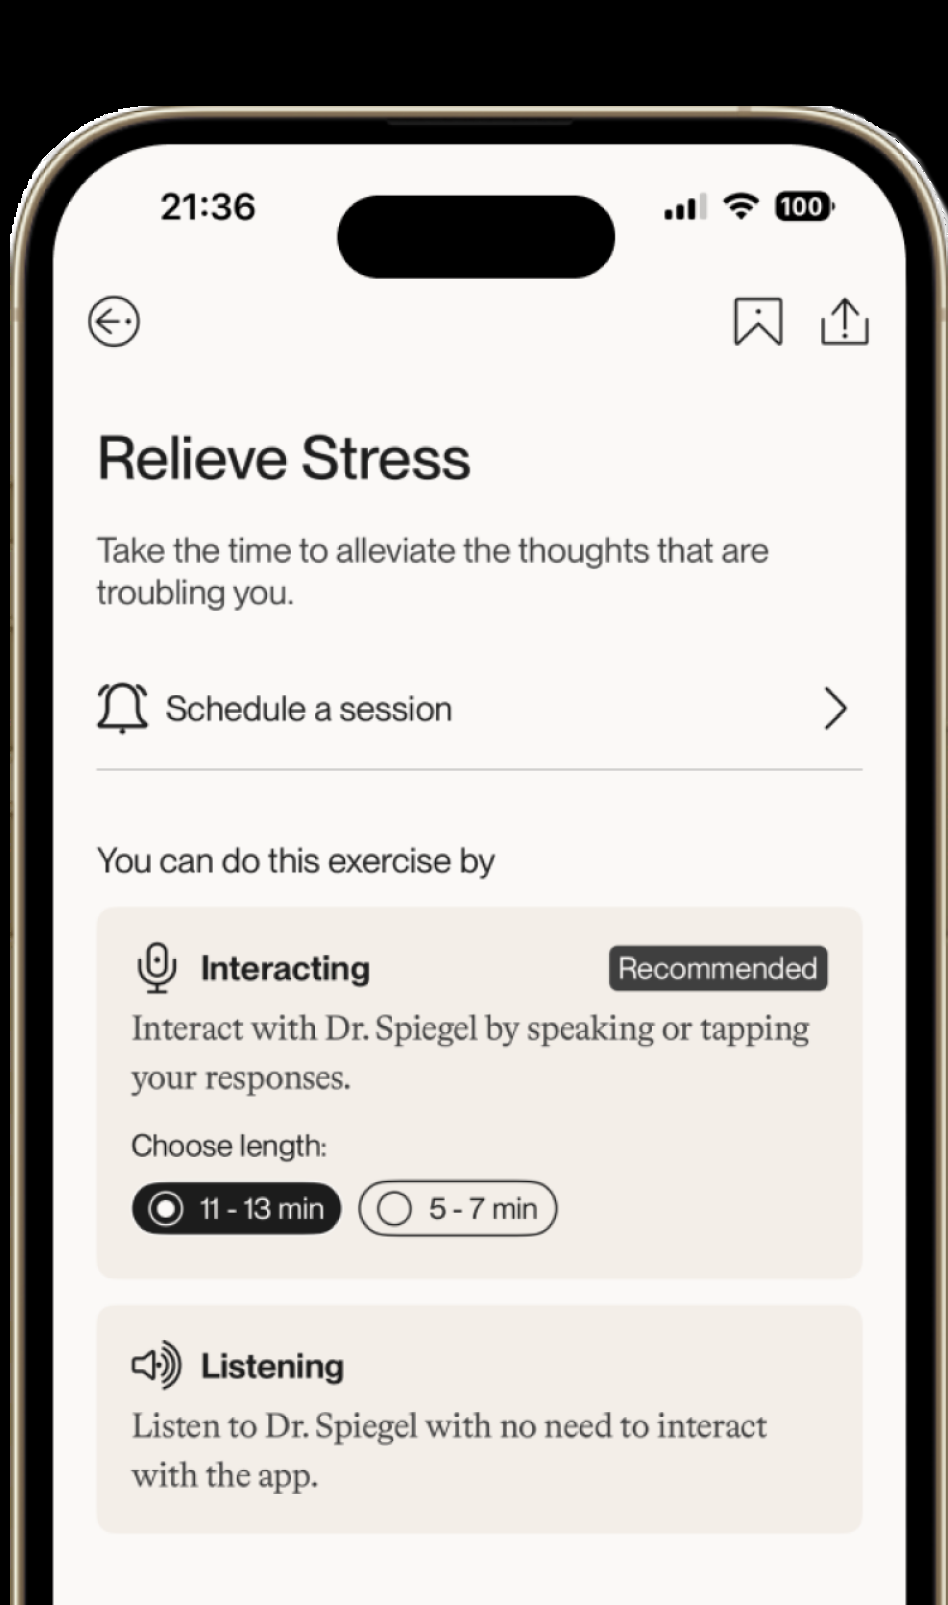 21:36
100
Relieve Stress
Take the time to alleviate the thoughts that are
troubling you.
Schedule a session
You can do this exercise by
Interacting
Recommended
Interact with Dr. Spiegel by speaking or tapping
your responses.
Choose length:
11 - 13 min
5 - 7 min
Listening
Listen to Dr. Spiegel with no need to interact
with the app.